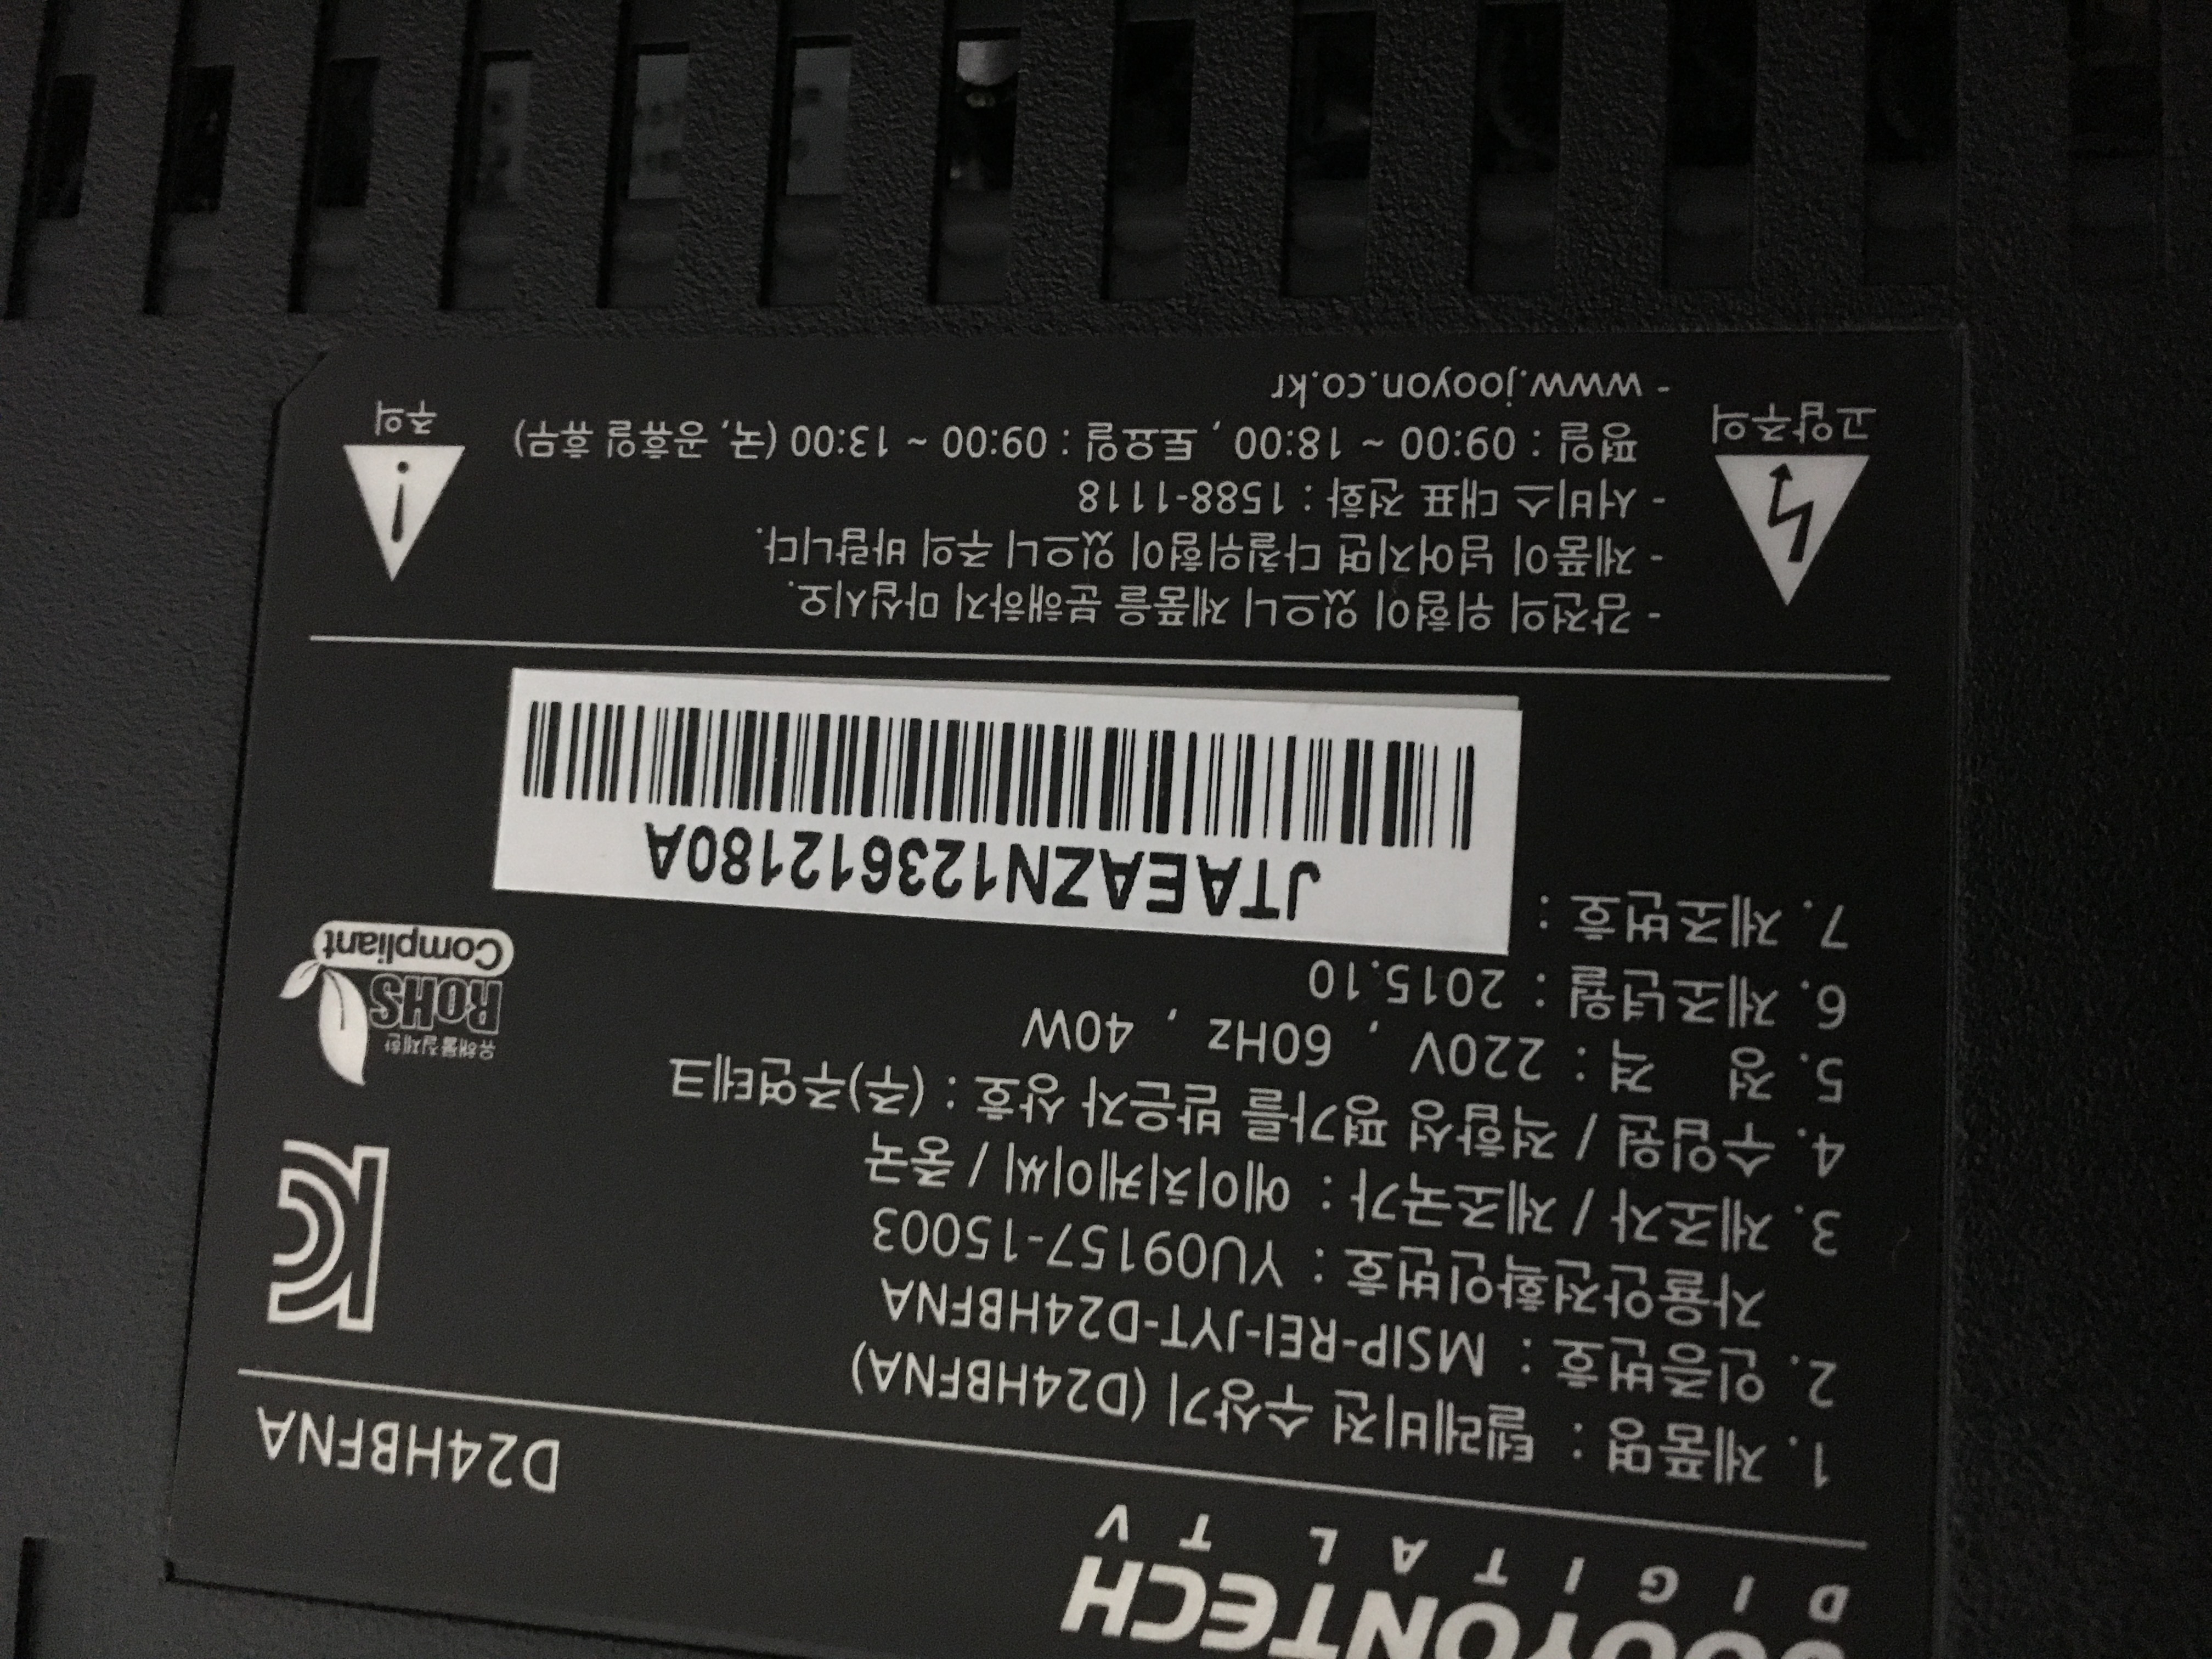 JOOYONTECH
DIGITAL TV
D24HBFNA
1. 제품명 : 텔레비전 수상기 (D24HBFNA)
2. 인증번호 : MSIP-REI-JYT-D24HBFNA
자율안전확인번호 : YU09157-15003
3. 제조자 / 제조국가 : 에이치케이씨 / 중국
4. 수입원 / 적합성 평가를 받은자 상호 : (주)주연테크
5. 정 격 : 220V , 60Hz , 40W
6. 제조년월 : 2015.10
7. 제조번호 :
JTAEAZN123612180A
유해물질제한
RoHS
Compliant
- 감전의 위험이 있으니 제품을 분해하지 마십시오.
- 제품이 넘어지면 다칠위험이 있으니 주의 바랍니다.
- 서비스 대표 전화 : 1588-1118
평일 : 09:00 ~ 18:00 , 토요일 : 09:00 ~ 13:00 (국, 공휴일 휴무)
- www.jooyon.co.kr
고압주의
주의